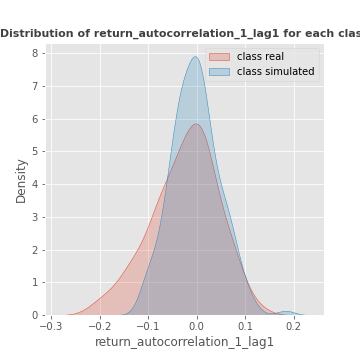 Distribution of return_autocorrelation_1_lag1 for each clas
class real
class simulated
8
7
6
5
4
3
2
1
0
Density
−0.3 −0.2 −0.1 0.0 0.1 0.2
return_autocorrelation_1_lag1